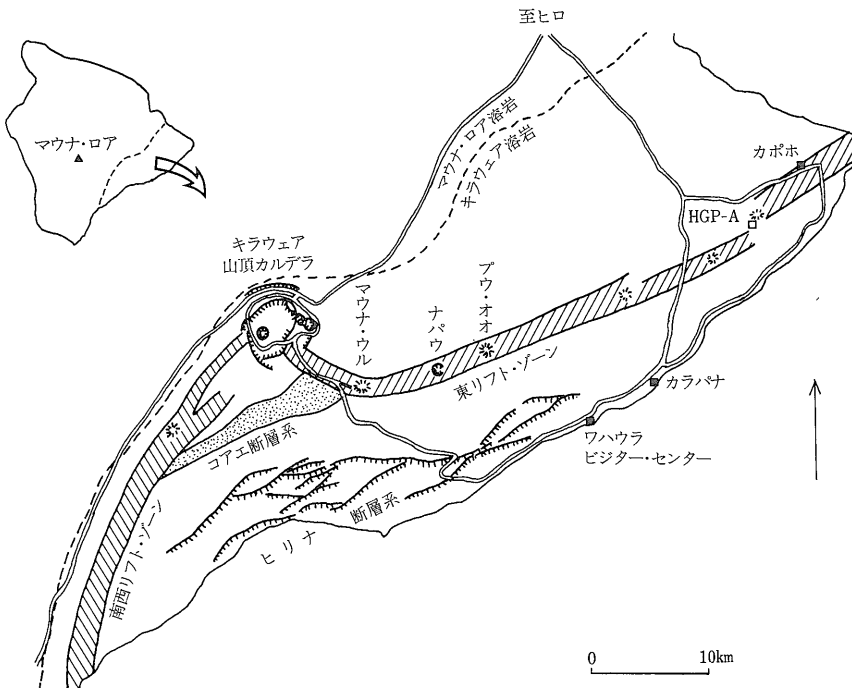 至ヒロ
マウナ・ロア
マウナ・ロア溶岩
キラウェア溶岩
カポホ
HGP-A
キラウェア
山頂カルデラ
マウナ・ウル
ナパウ
プウ・オオ
東リフト・ゾーン
カラパナ
コアエ断層系
ワハウラ
ビジター・センター
ヒリナ 断層系
南西リフト・ゾーン
0 10km